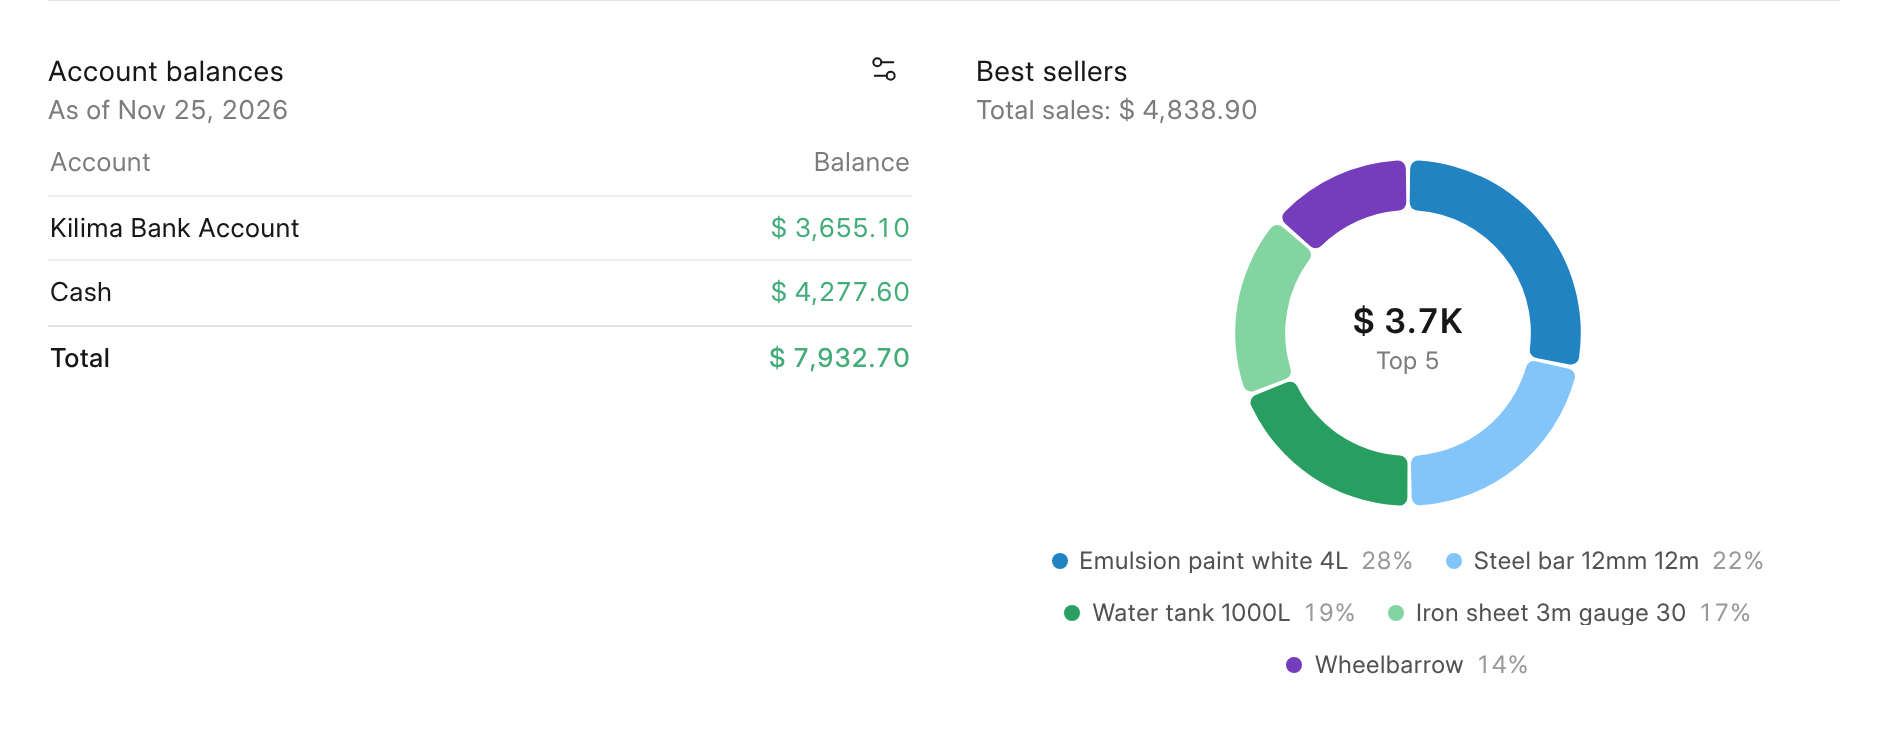 Account balances
As of Nov 25, 2026
Account Balance
Kilima Bank Account $ 3,655.10
Cash $ 4,277.60
Total $ 7,932.70
Best sellers
Total sales: $ 4,838.90
$ 3.7K
Top 5
Emulsion paint white 4L 28% Steel bar 12mm 12m 22%
Water tank 1000L 19% Iron sheet 3m gauge 30 17%
Wheelbarrow 14%